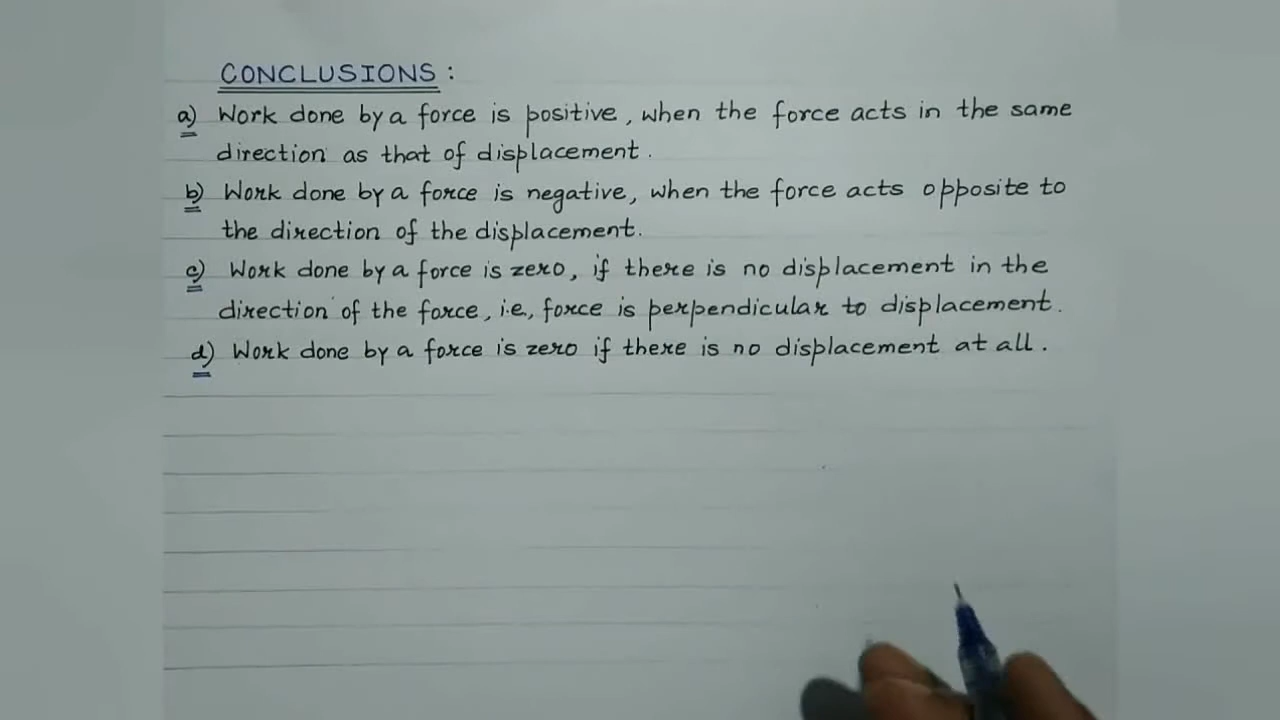 CONCLUSIONS :
a) Work done by a force is positive, when the force acts in the same
direction as that of displacement.
b) Work done by a force is negative, when the force acts opposite to
the direction of the displacement.
c) Work done by a force is zero, if there is no displacement in the
direction of the force, i.e., force is perpendicular to displacement.
d) Work done by a force is zero if there is no displacement at all.